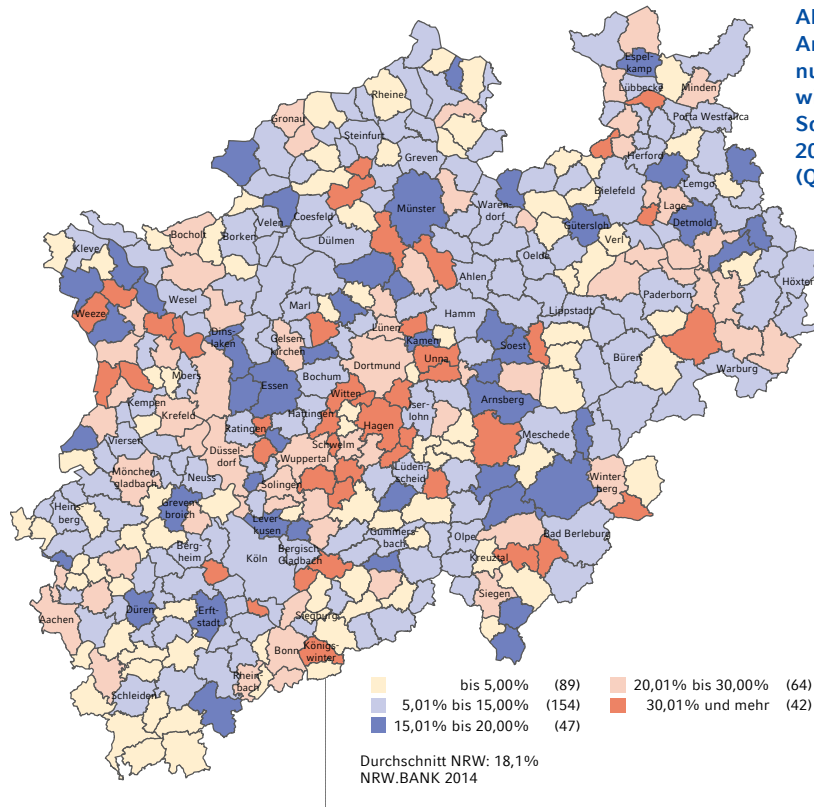 Al
Ar
nu
w
So
20
(Q
Espel-
kamp
Lübbecke
Minden
Porta Westfalica
Rheine
Gronau
Steinfurt
Greven
Herford
Bielefeld
Lemgo
Lage
Detmold
Münster
Waren-
dorf
Gütersloh
Verl
Velen
Coesfeld
Borken
Bocholt
Dülmen
Oelde
Ahlen
Kleve
Wesel
Weeze
Marl
Hamm
Lippstadt
Paderborn
Höxter
Dins-
laken
Gelsen-
kirchen
Lünen
Kamen
Unna
Soest
Büren
Warburg
Dortmund
Moers
Essen
Bochum
Witten
Arnsberg
Kempen
Krefeld
Hattingen
Hagen
Iser-
lohn
Ratingen
Schwelm
Meschede
Viersen
Düssel-
dorf
Wuppertal
Mönchen-
gladbach
Neuss
Solingen
Lüden-
scheid
Winter
berg
Heins-
berg
Greven-
broich
Lever-
kusen
Gummers-
bach
Olpe
Bad Berleburg
Berg-
heim
Köln
Bergisch
Gladbach
Kreuztal
Siegen
Düren
Erft-
stadt
Aachen
Siegburg
Bonn
Königs-
winter
Rhein-
bach
Schleiden
bis 5,00% (89)
5,01% bis 15,00% (154)
15,01% bis 20,00% (47)
20,01% bis 30,00% (64)
30,01% und mehr (42)
Durchschnitt NRW: 18,1%
NRW.BANK 2014